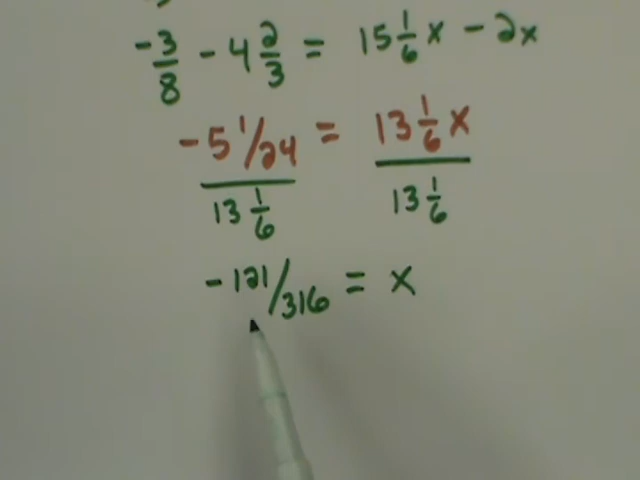 -3/8 - 4 2/3 = 15 1/6 x - 2x
-5 1/24 / 13 1/6 = 13 1/6 x / 13 1/6
-121/316 = x